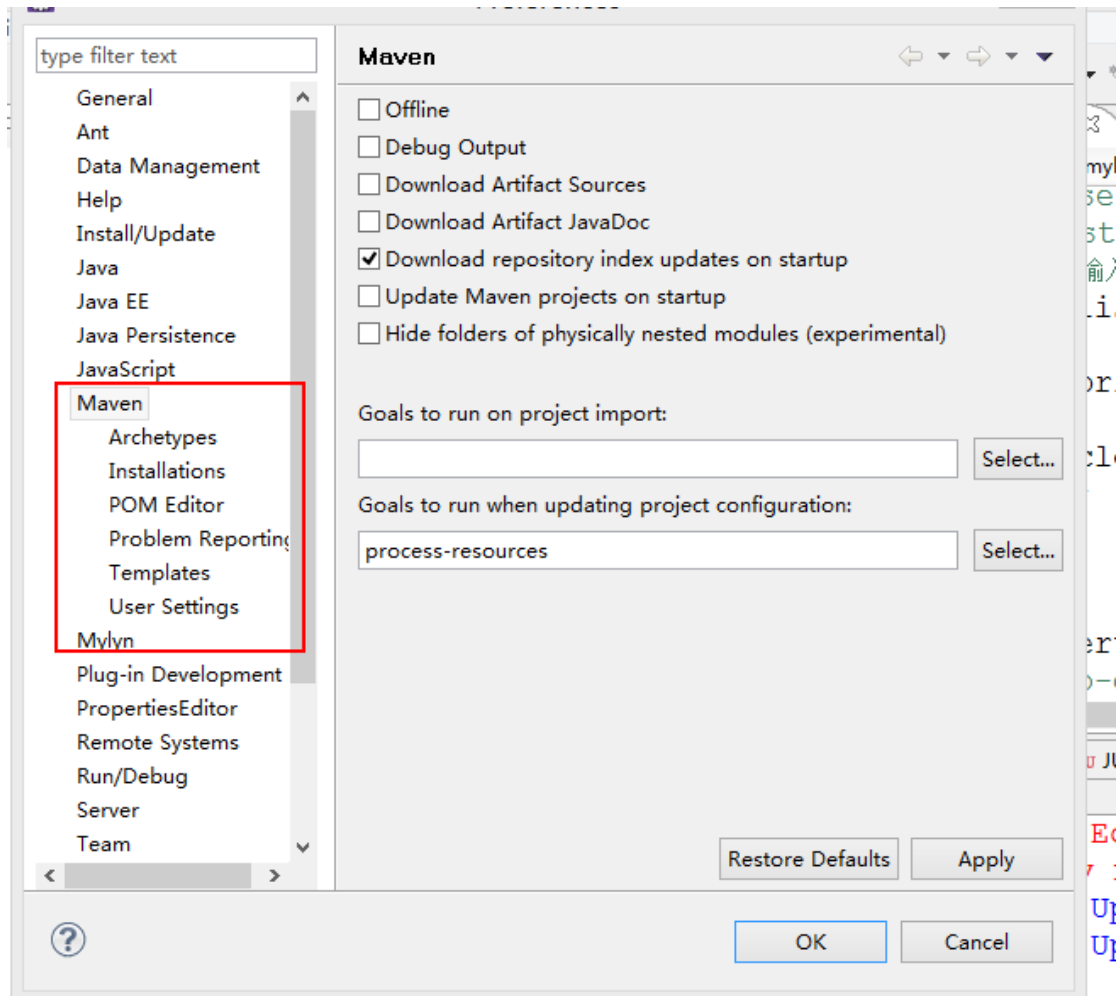 type filter text
General
Ant
Data Management
Help
Install/Update
Java
Java EE
Java Persistence
JavaScript
Maven
Archetypes
Installations
POM Editor
Problem Reporting
Templates
User Settings
Mylyn
Plug-in Development
PropertiesEditor
Remote Systems
Run/Debug
Server
Team
Maven
Offline
Debug Output
Download Artifact Sources
Download Artifact JavaDoc
Download repository index updates on startup
Update Maven projects on startup
Hide folders of physically nested modules (experimental)
Goals to run on project import:
Select...
Goals to run when updating project configuration:
process-resources
Select...
Restore Defaults
Apply
OK
Cancel